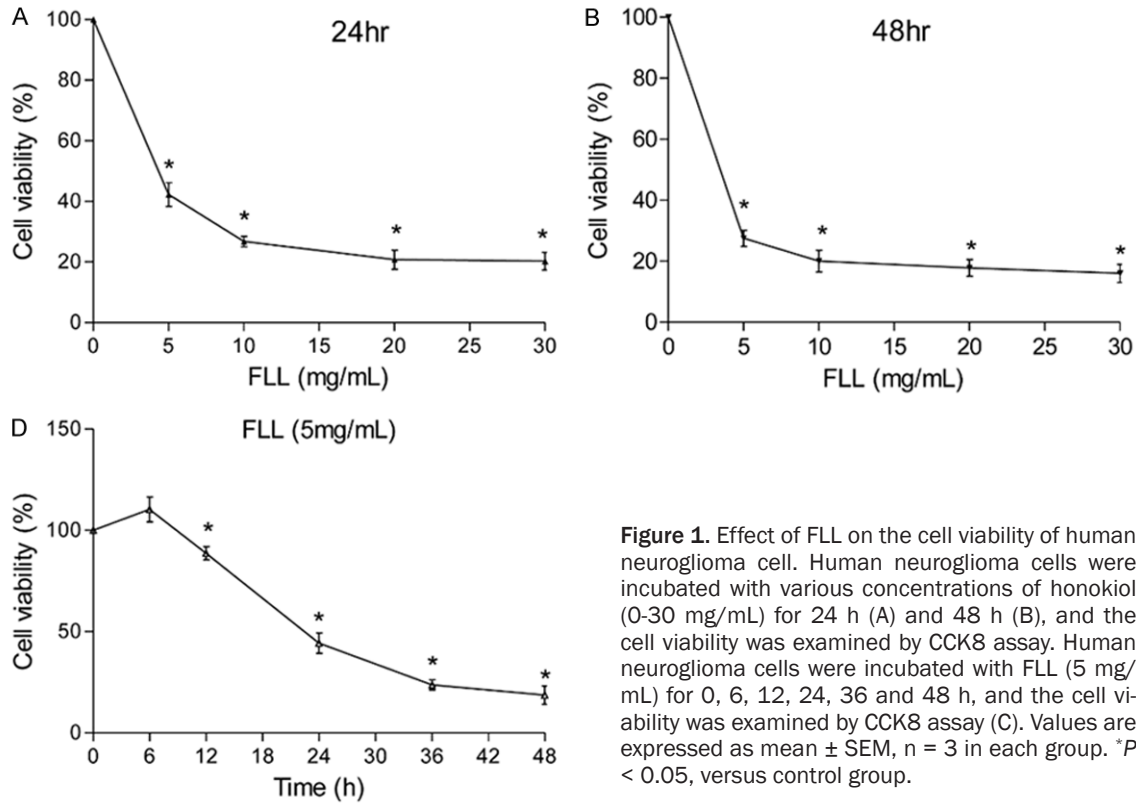 A
24hr
100
80
60
40
20
0
Cell viability (%)
*
*
*
*
0 5 10 15 20 25 30
FLL (mg/mL)
B
48hr
100
80
60
40
20
0
Cell viability (%)
*
*
*
*
0 5 10 15 20 25 30
FLL (mg/mL)
D
FLL (5mg/mL)
150
100
50
0
Cell viability (%)
*
*
*
*
0 6 12 18 24 30 36 42 48
Time (h)
Figure 1. Effect of FLL on the cell viability of human
neuroglioma cell. Human neuroglioma cells were
incubated with various concentrations of honokiol
(0-30 mg/mL) for 24 h (A) and 48 h (B), and the
cell viability was examined by CCK8 assay. Human
neuroglioma cells were incubated with FLL (5 mg/
mL) for 0, 6, 12, 24, 36 and 48 h, and the cell vi-
ability was examined by CCK8 assay (C). Values are
expressed as mean ± SEM, n = 3 in each group. *P
< 0.05, versus control group.